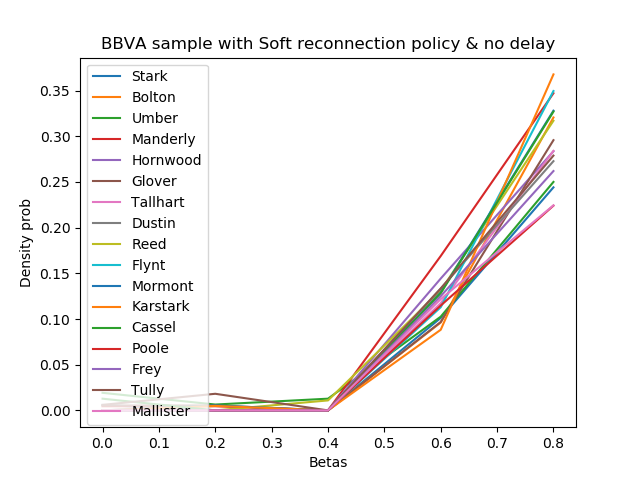 BBVA sample with Soft reconnection policy & no delay
Stark
Bolton
Umber
Manderly
Hornwood
Glover
Tallhart
Dustin
Reed
Flynt
Mormont
Karstark
Cassel
Poole
Frey
Tully
Mallister
Density prob
0.35
0.30
0.25
0.20
0.15
0.10
0.05
0.00
0.0 0.1 0.2 0.3 0.4 0.5 0.6 0.7 0.8
Betas